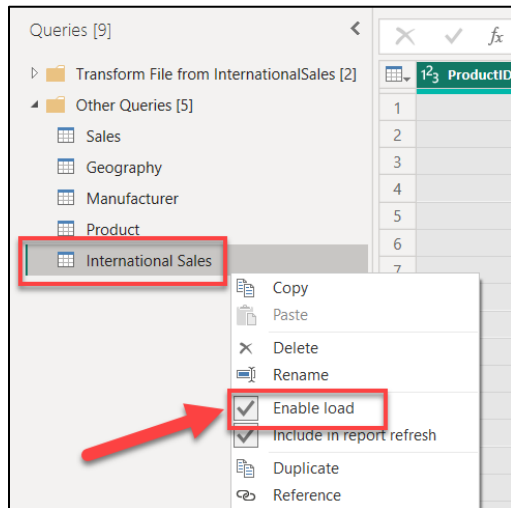 Queries [9]
fx
Transform File from InternationalSales [2]
1²3 ProductID
Other Queries [5]
1
Sales
2
Geography
3
Manufacturer
4
Product
5
International Sales
6
7
Copy
Paste
Delete
Rename
Enable load
Include in report refresh
Duplicate
Reference